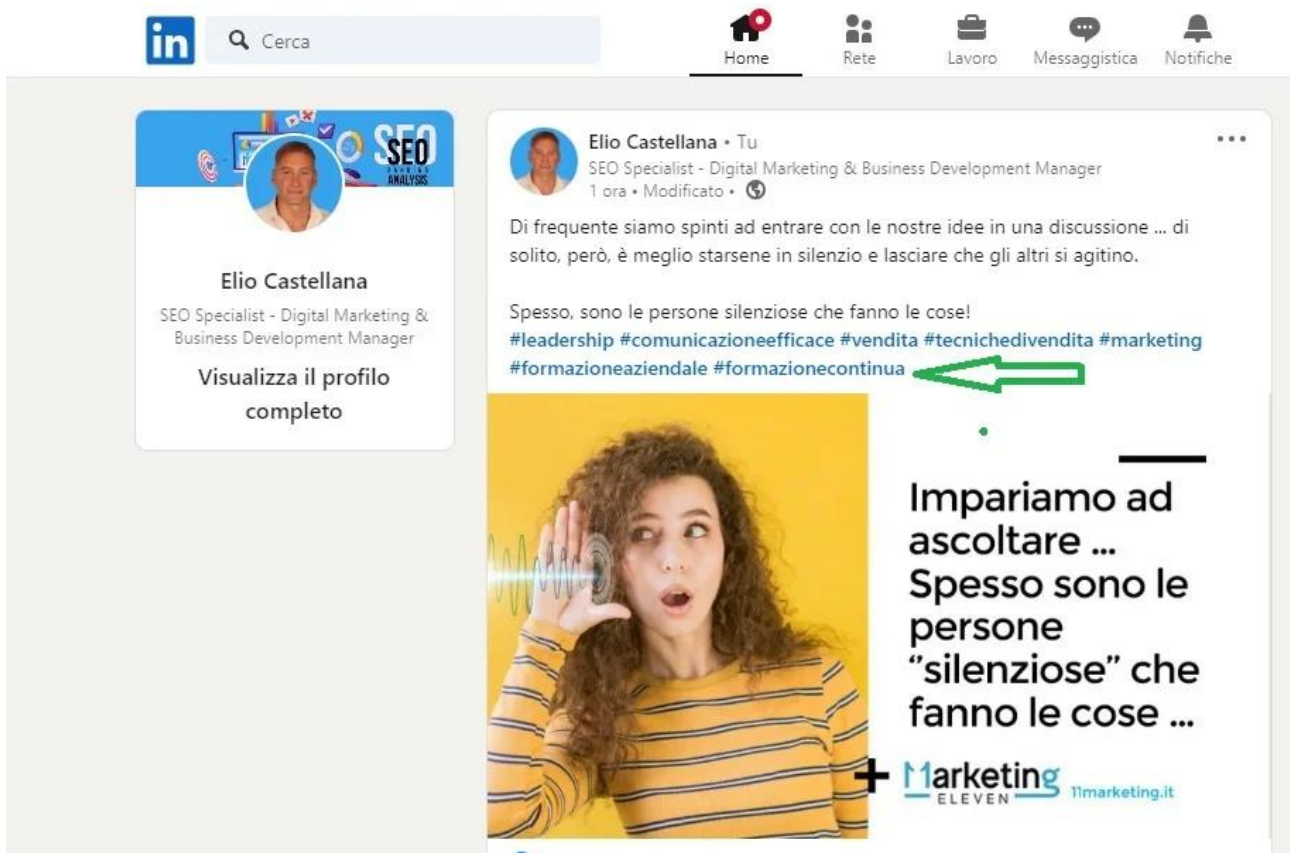 in
Cerca
Home
Rete
Lavoro
Messaggistica
Notifiche
SEO
SEO
ANALYSIS
Elio Castellana
SEO Specialist - Digital Marketing &
Business Development Manager
Visualizza il profilo
completo
Elio Castellana • Tu
SEO Specialist - Digital Marketing & Business Development Manager
1 ora • Modificato •
Di frequente siamo spinti ad entrare con le nostre idee in una discussione ... di
solito, però, è meglio starsene in silenzio e lasciare che gli altri si agitino.
Spesso, sono le persone silenziose che fanno le cose!
#leadership #comunicazioneefficace #vendita #tecnichedivendita #marketing
#formazioneaziendale #formazionecontinua
Impariamo ad
ascoltare ...
Spesso sono le
persone
“silenziose” che
fanno le cose ...
+ 11arketing
ELEVEN
11marketing.it